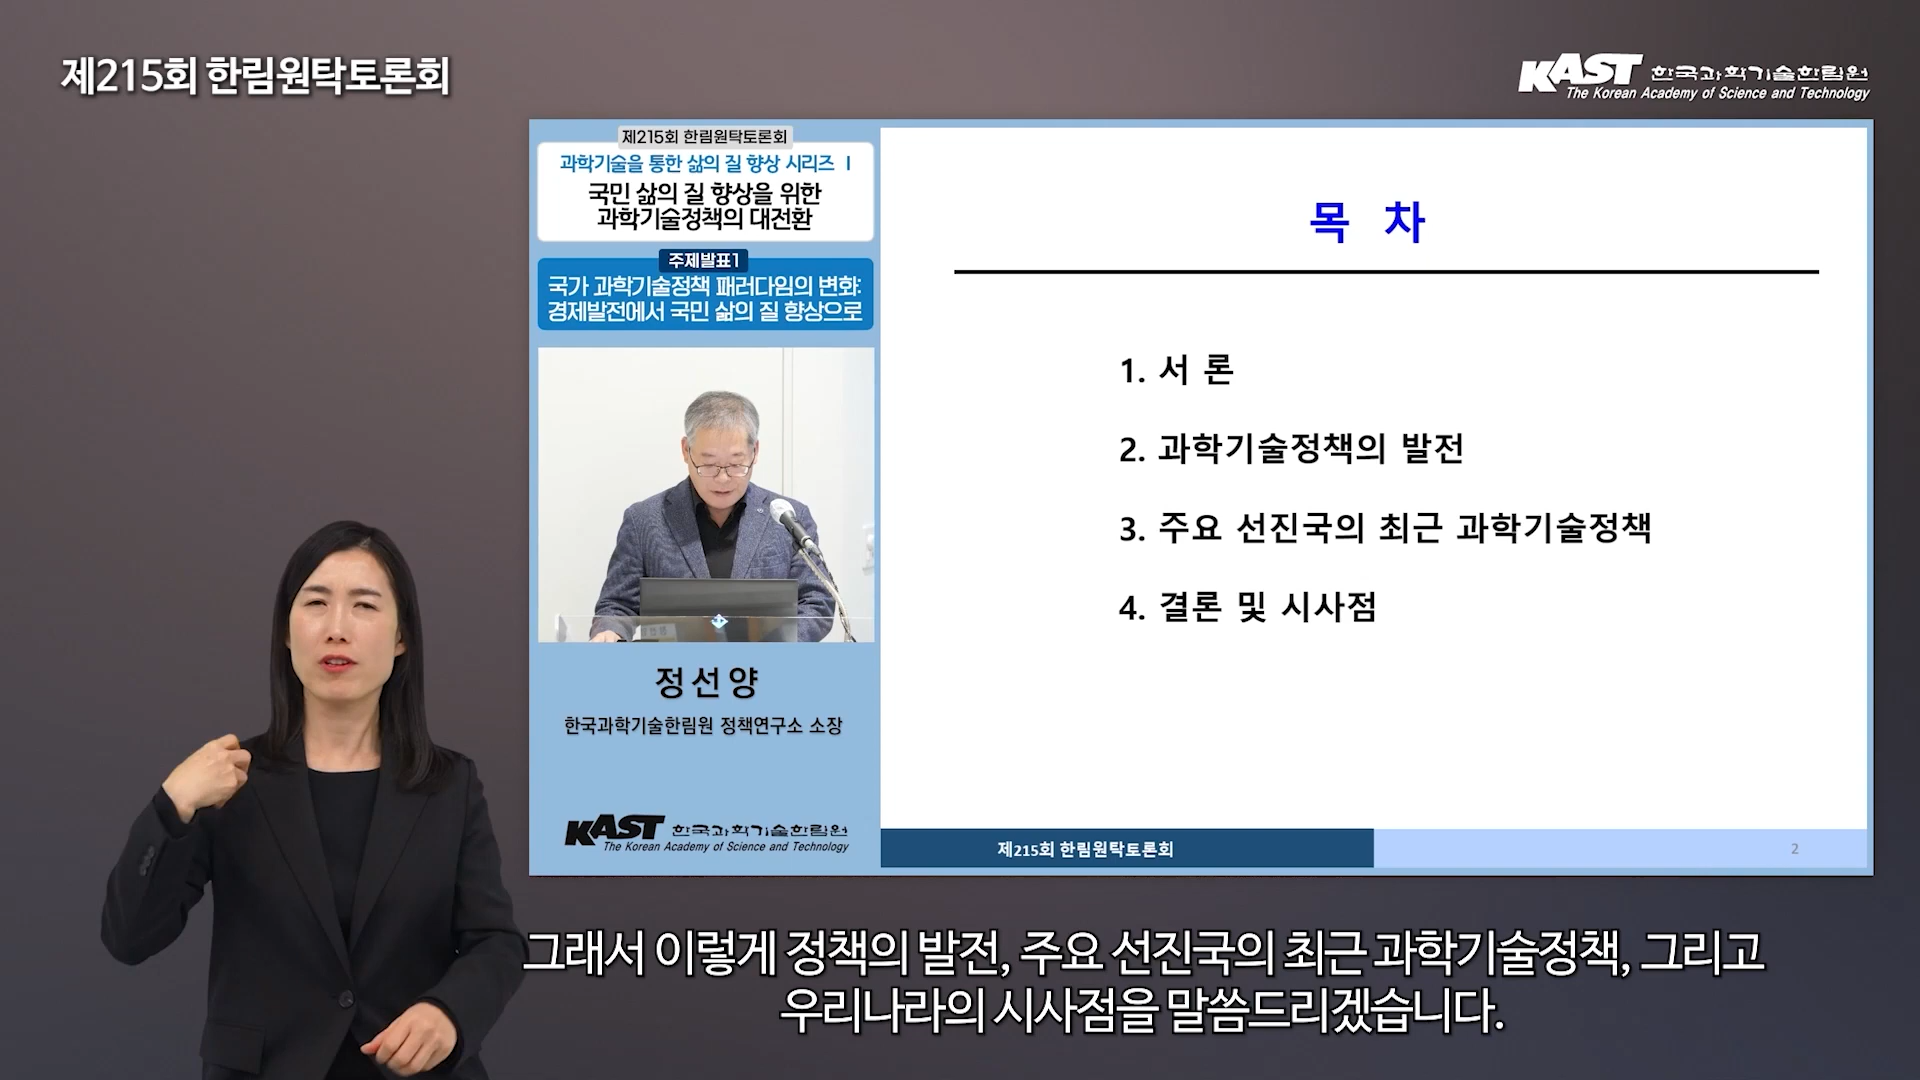 제215회 한림원탁토론회
KAST 한국과학기술한림원
The Korean Academy of Science and Technology
제215회 한림원탁토론회
과학기술을 통한 삶의 질 향상 시리즈 Ⅰ
국민 삶의 질 향상을 위한
과학기술정책의 대전환
주제발표1
국가 과학기술정책 패러다임의 변화:
경제발전에서 국민 삶의 질 향상으로
정선양
한국과학기술한림원 정책연구소 소장
KAST 한국과학기술한림원
The Korean Academy of Science and Technology
목 차
1. 서 론
2. 과학기술정책의 발전
3. 주요 선진국의 최근 과학기술정책
4. 결론 및 시사점
제215회 한림원탁토론회
2
그래서 이렇게 정책의 발전, 주요 선진국의 최근 과학기술정책, 그리고
우리나라의 시사점을 말씀드리겠습니다.